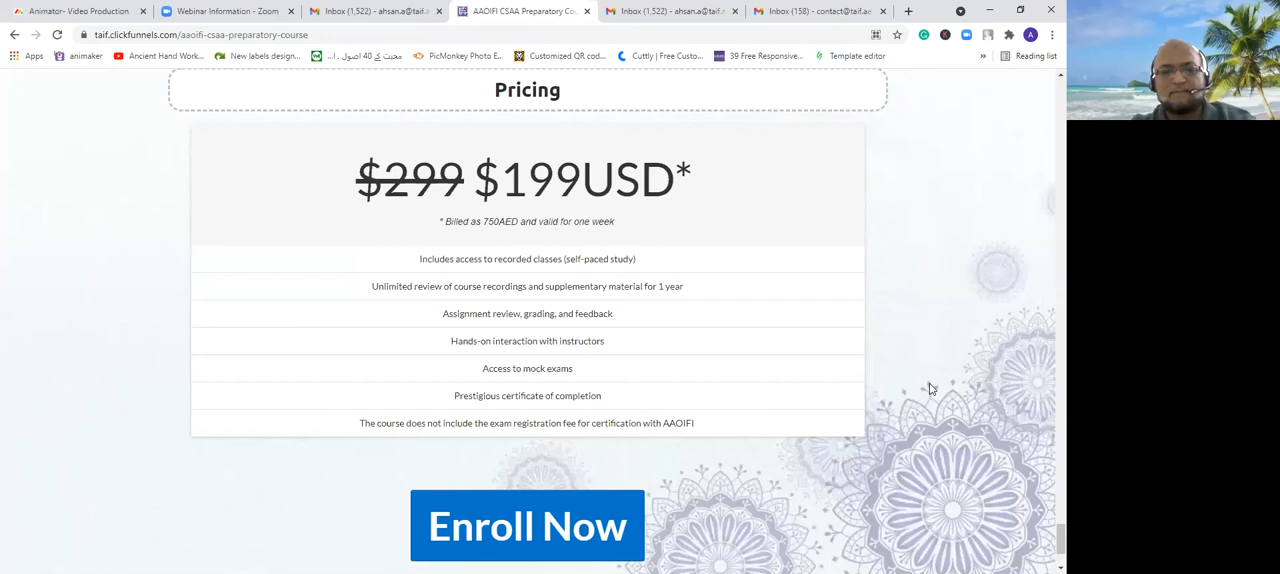 Animator- Video Production
Webinar Information - Zoom
Inbox (1,522) - ahsan.a@taif.a
AAOIFI CSAA Preparatory Co
Inbox (1,522) - ahsan.a@taif.a
Inbox (158) - contact@taif.ae
taif.clickfunnels.com/aaoifi-csaa-preparatory-course
A
Apps
animaker
Ancient Hand Work...
New labels design...
محبت کے 40 اصول ...
PicMonkey Photo E...
Customized QR cod...
Cuttly | Free Custo...
39 Free Responsive...
Template editor
»
Reading list
Pricing
$299 $199USD*
* Billed as 750AED and valid for one week
Includes access to recorded classes (self-paced study)
Unlimited review of course recordings and supplementary material for 1 year
Assignment review, grading, and feedback
Hands-on interaction with instructors
Access to mock exams
Prestigious certificate of completion
The course does not include the exam registration fee for certification with AAOIFI
Enroll Now